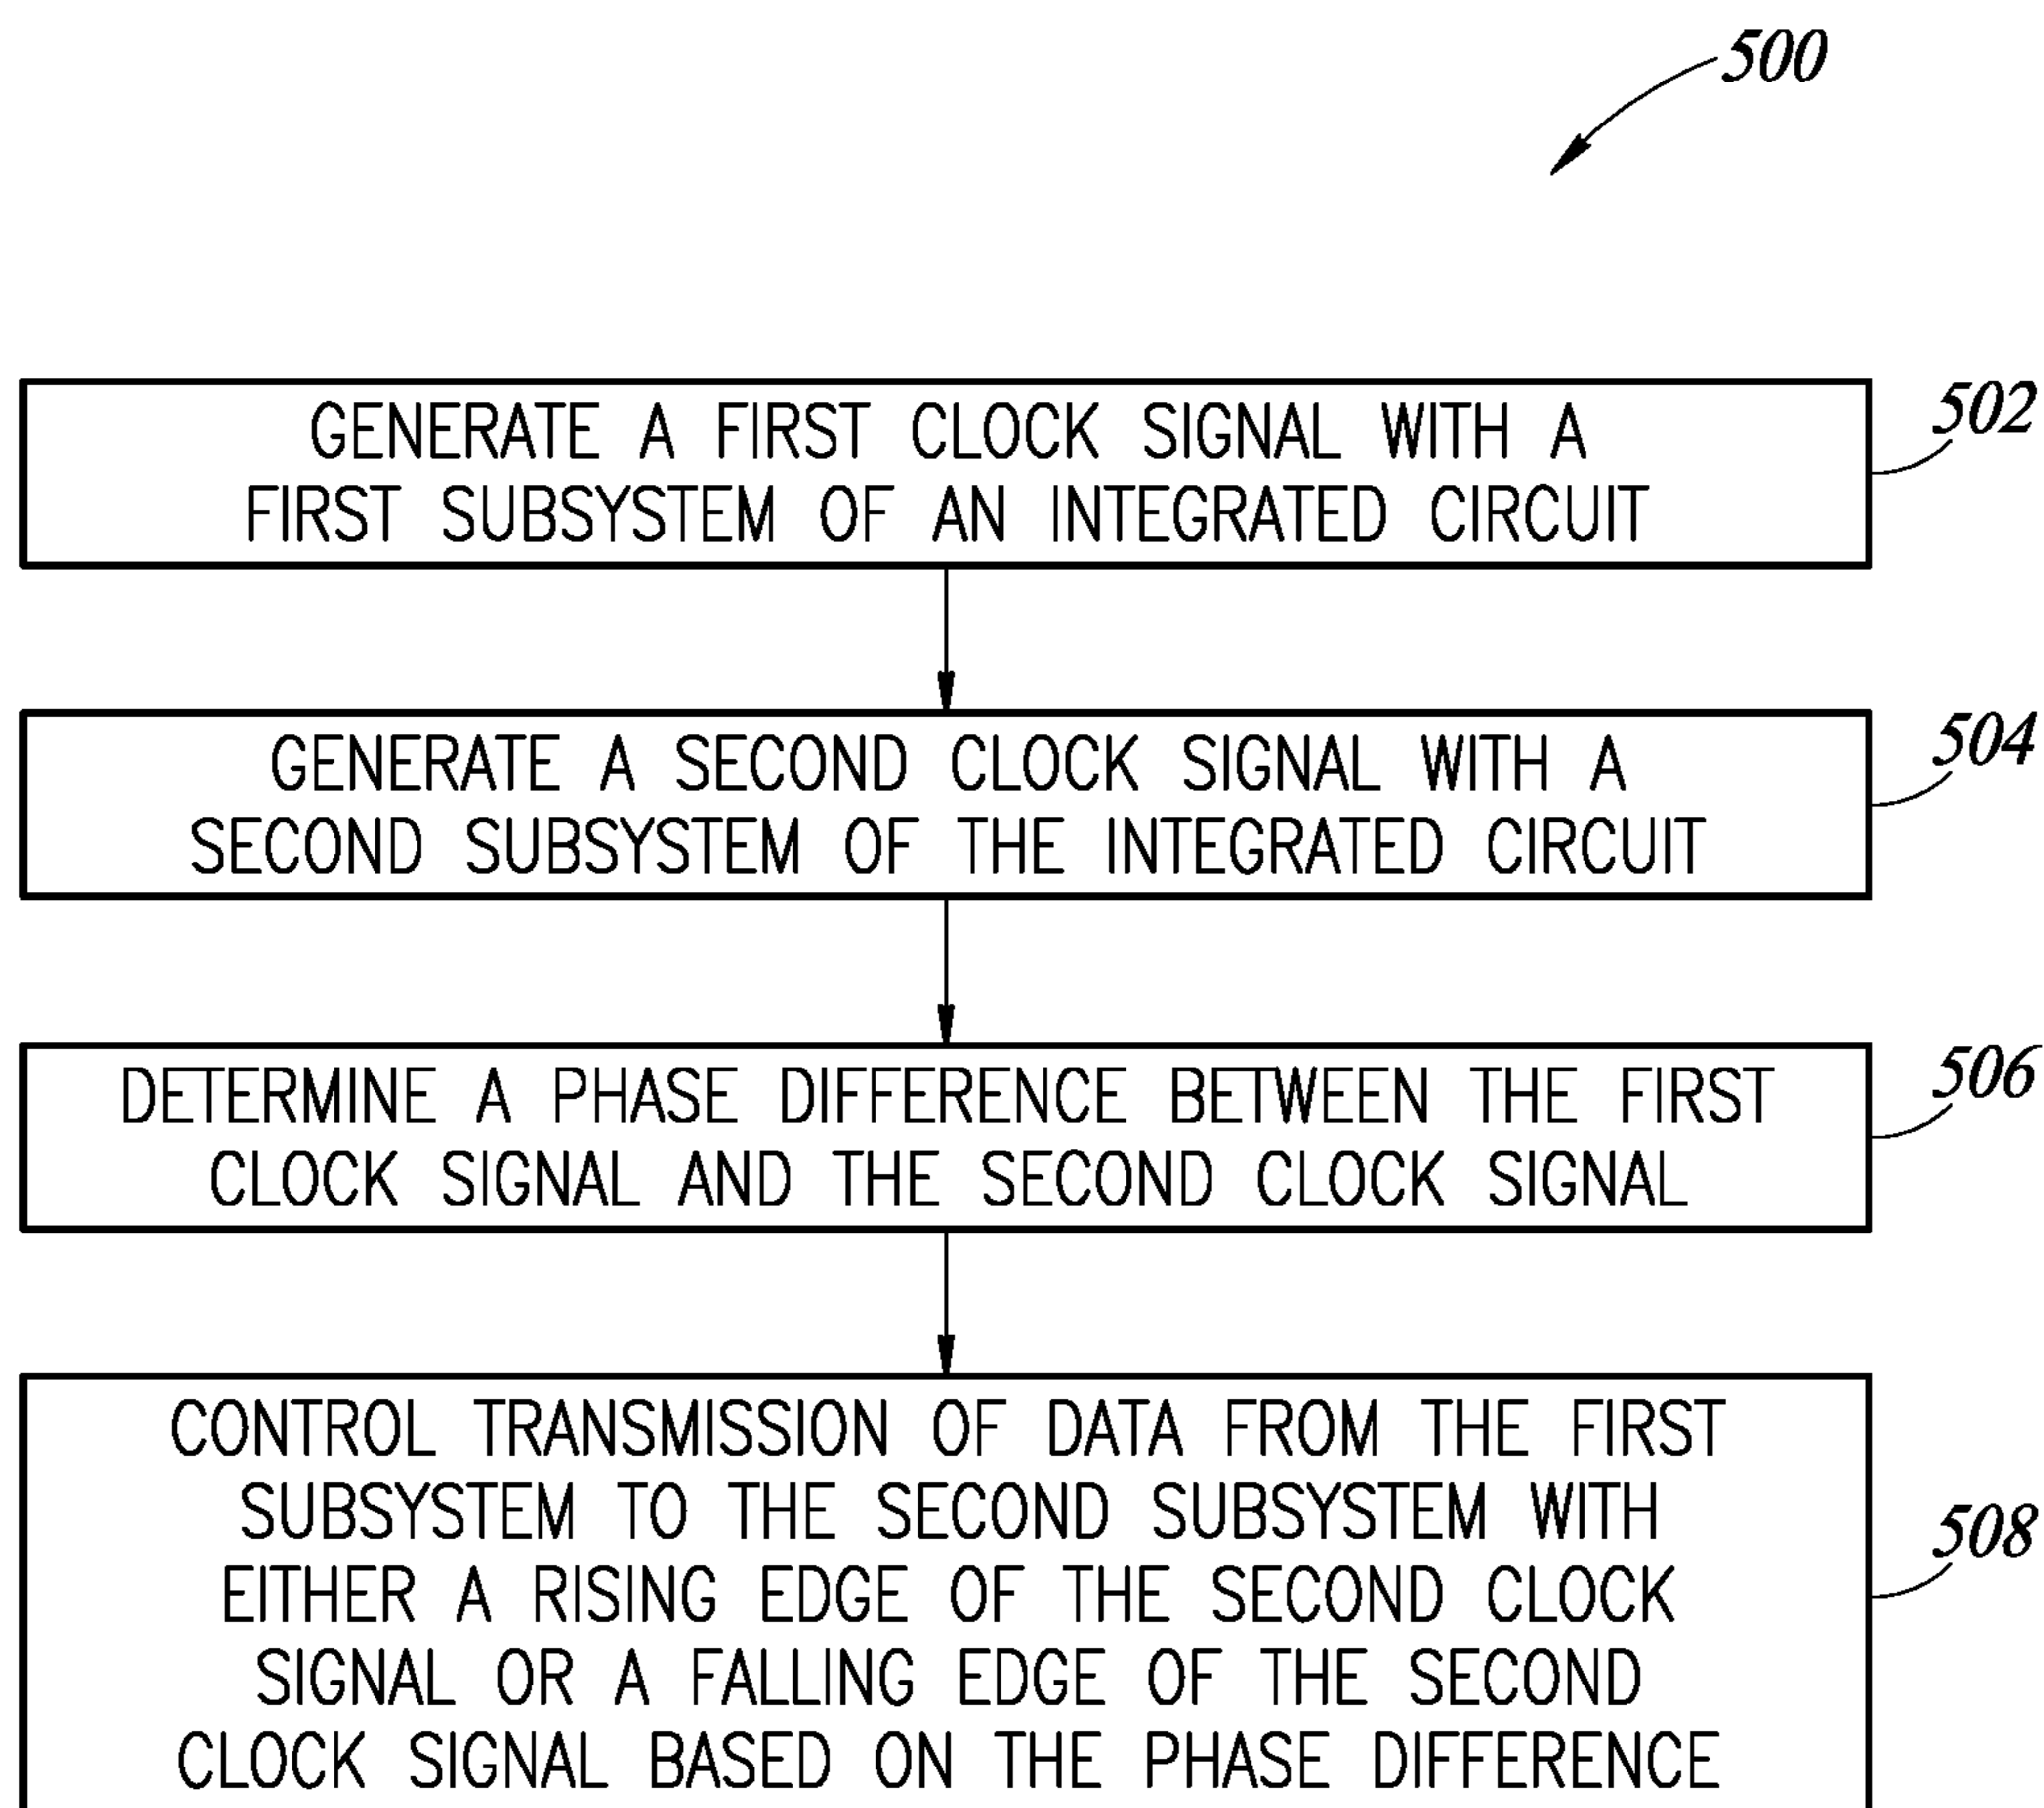 500
GENERATE A FIRST CLOCK SIGNAL WITH A
FIRST SUBSYSTEM OF AN INTEGRATED CIRCUIT
502
GENERATE A SECOND CLOCK SIGNAL WITH A
SECOND SUBSYSTEM OF THE INTEGRATED CIRCUIT
504
DETERMINE A PHASE DIFFERENCE BETWEEN THE FIRST
CLOCK SIGNAL AND THE SECOND CLOCK SIGNAL
506
CONTROL TRANSMISSION OF DATA FROM THE FIRST
SUBSYSTEM TO THE SECOND SUBSYSTEM WITH
EITHER A RISING EDGE OF THE SECOND CLOCK
SIGNAL OR A FALLING EDGE OF THE SECOND
CLOCK SIGNAL BASED ON THE PHASE DIFFERENCE
508